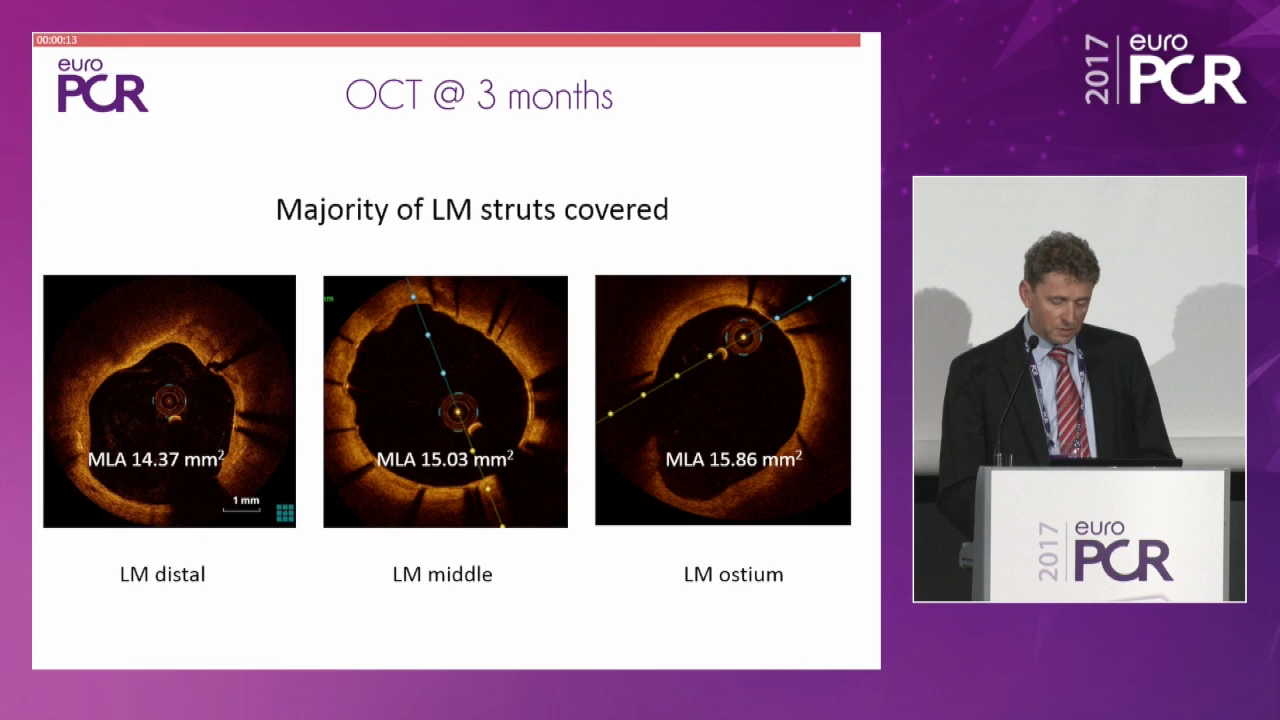 00:00:13
euro
PCR
OCT @ 3 months
Majority of LM struts covered
MLA 14.37 mm²
1 mm
MLA 15.03 mm²
MLA 15.86 mm²
LM distal
LM middle
LM ostium
2017
euro
PCR
2017
euro
PCR